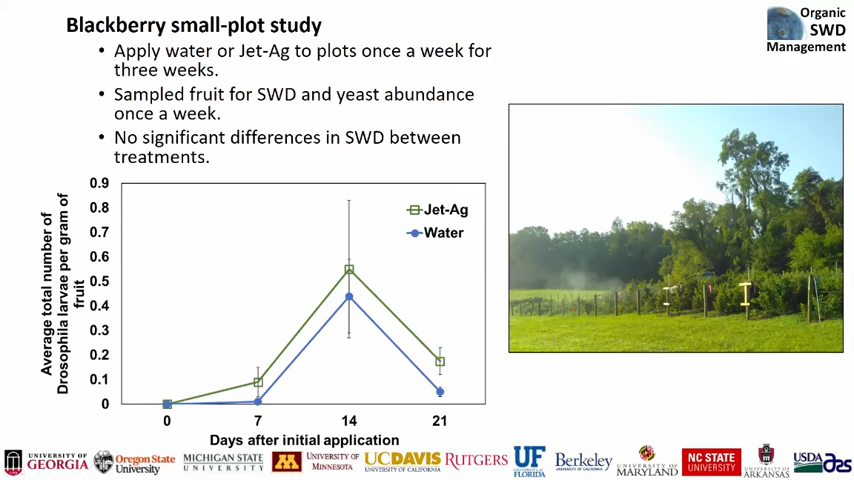 Blackberry small-plot study
Organic
SWD
Management
• Apply water or Jet-Ag to plots once a week for
three weeks.
• Sampled fruit for SWD and yeast abundance
once a week.
• No significant differences in SWD between
treatments.
Average total number of
Drosophila larvae per gram of
fruit
0.9
0.8
0.7
0.6
0.5
0.4
0.3
0.2
0.1
0
Jet-Ag
Water
0 7 14 21
Days after initial application
UNIVERSITY OF
GEORGIA
Oregon State
University
MICHIGAN STATE
UNIVERSITY
M
UNIVERSITY OF
MINNESOTA
UCDAVIS
UNIVERSITY OF CALIFORNIA
RUTGERS
UF
UNIVERSITY of
FLORIDA
Berkeley
UNIVERSITY OF CALIFORNIA
UNIVERSITY OF
MARYLAND
NC STATE
UNIVERSITY
UNIVERSITY OF
ARKANSAS
USDA
ars